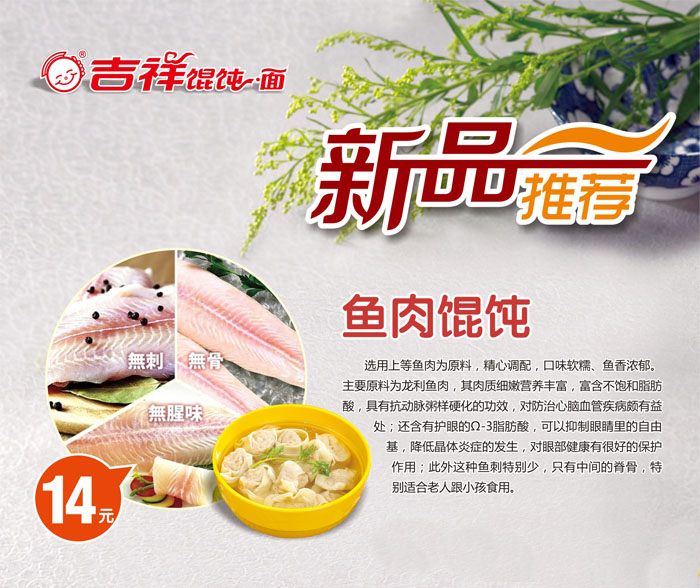 吉祥馄饨·面
®
新品推荐
無刺
無骨
無腥味
14元
鱼肉馄饨
选用上等鱼肉为原料，精心调配，口味软糯、鱼香浓郁。
主要原料为龙利鱼肉，其肉质细嫩营养丰富，富含不饱和脂肪
酸，具有抗动脉粥样硬化的功效，对防治心脑血管疾病颇有益
处；还含有护眼的Ω-3脂肪酸，可以抑制眼睛里的自由
基，降低晶体炎症的发生，对眼部健康有很好的保护
作用；此外这种鱼刺特别少，只有中间的脊骨，特
别适合老人跟小孩食用。